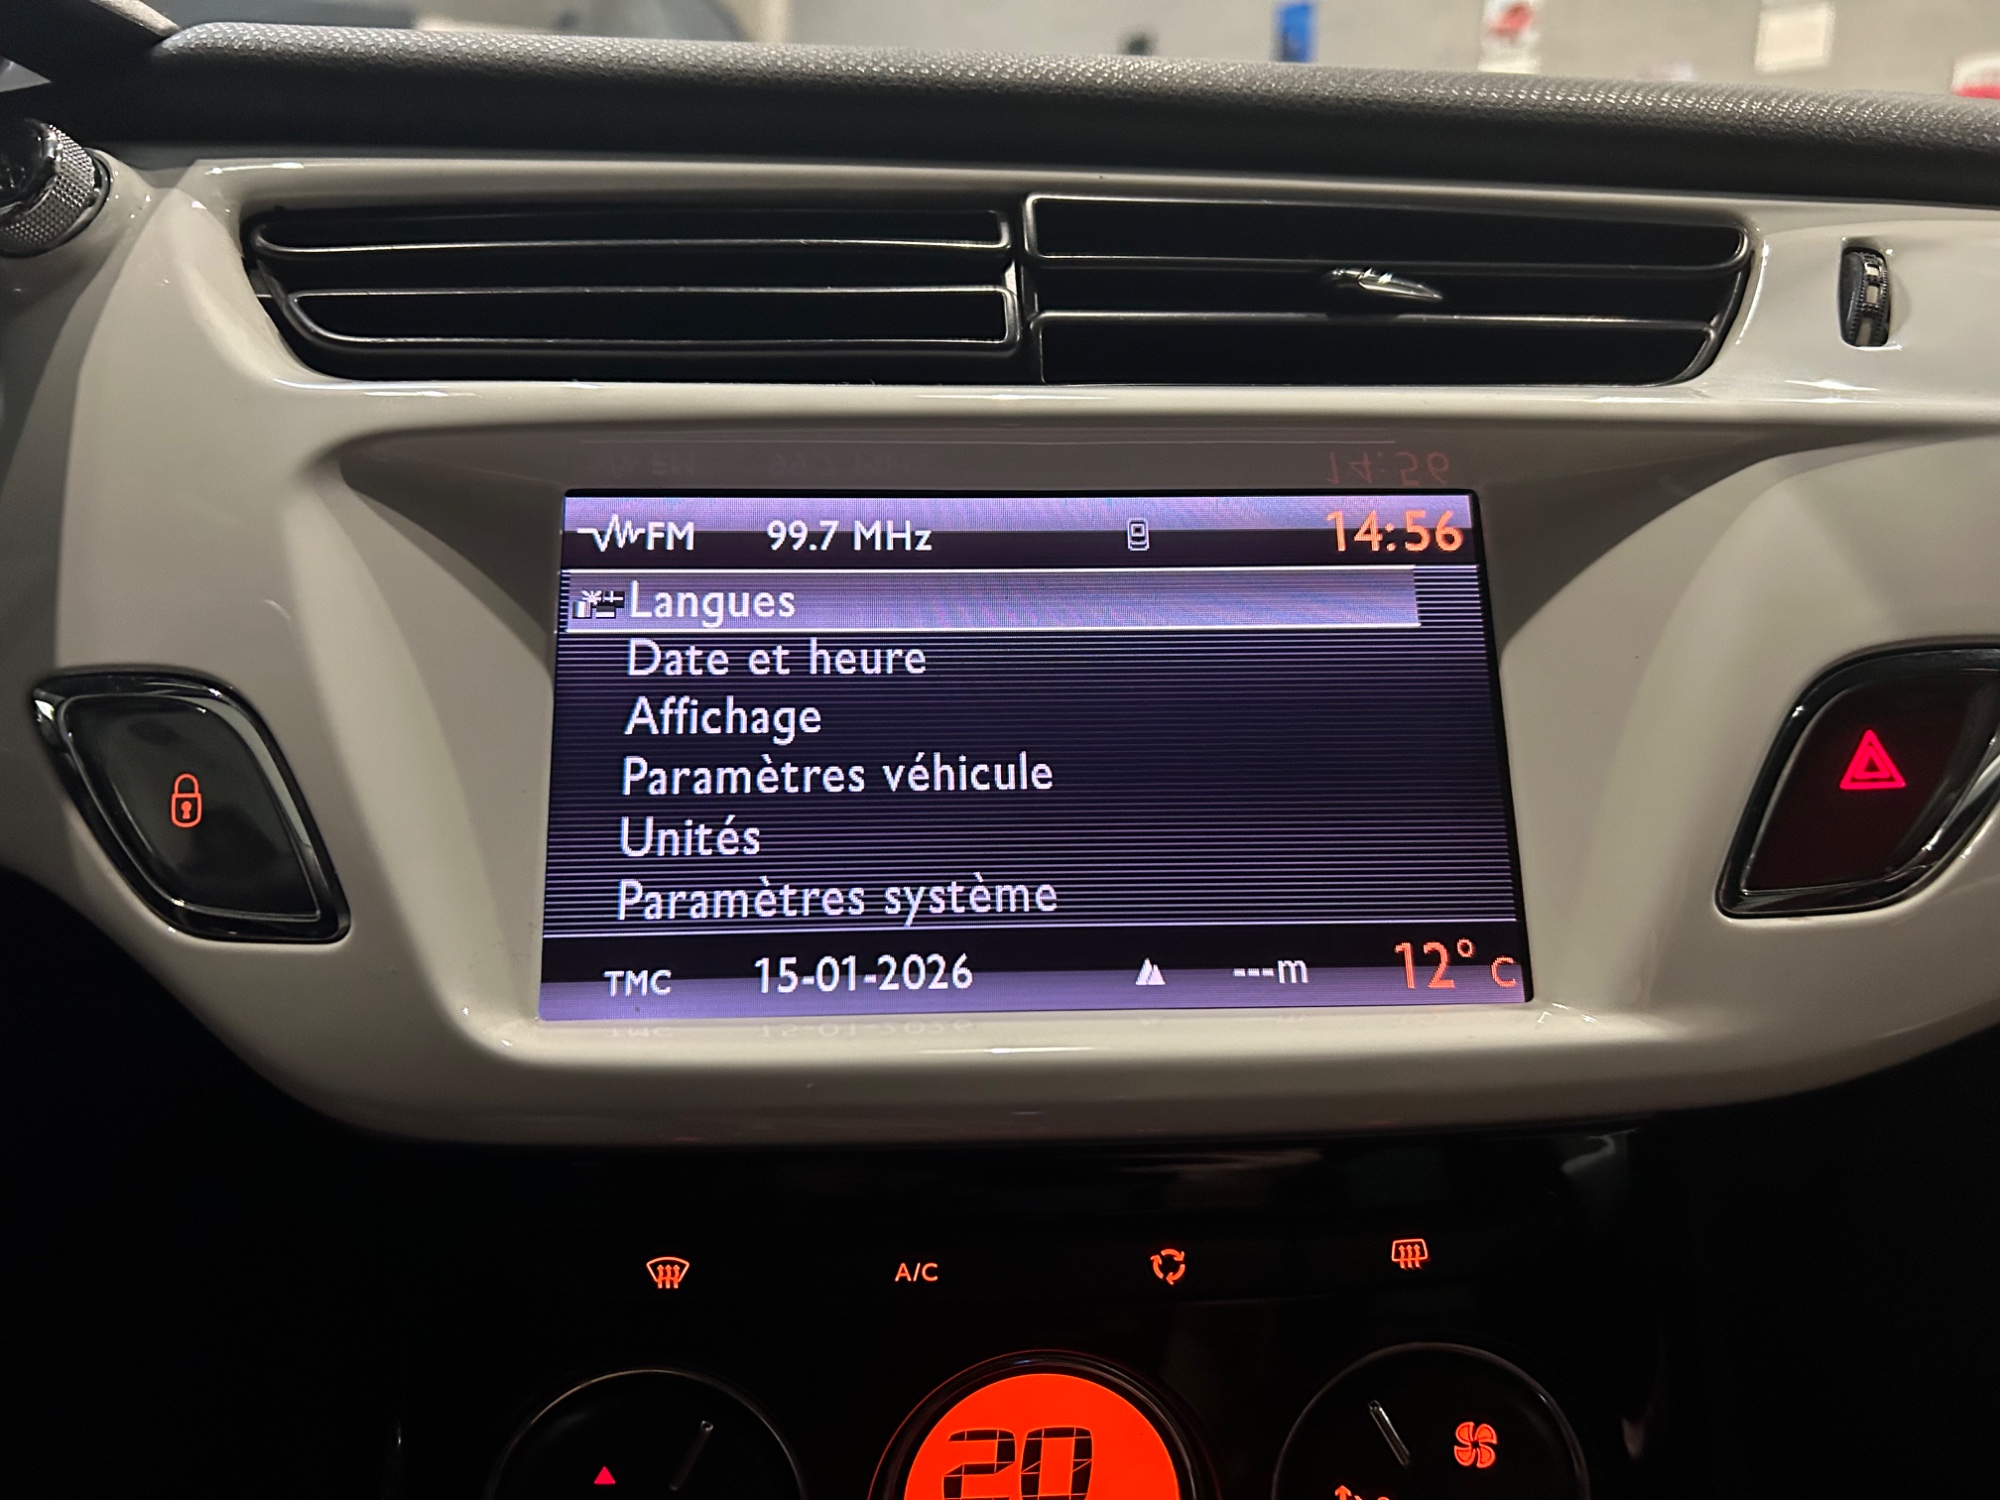 FM 99.7 MHz 14:56
Langues
Date et heure
Affichage
Paramètres véhicule
Unités
Paramètres système
TMC 15-01-2026 ---m 12° C
A/C
20